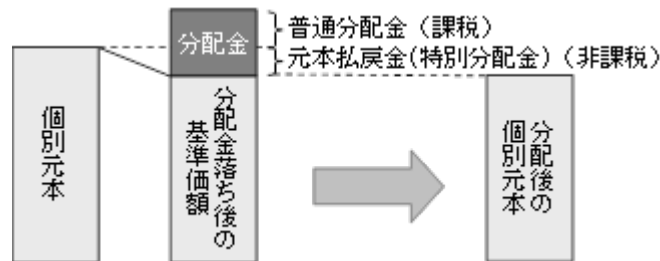 分配金
普通分配金（課税）
元本払戻金(特別分配金)（非課税）
個別元本
分配金落ち後の
基準価額
分配後の
個別元本